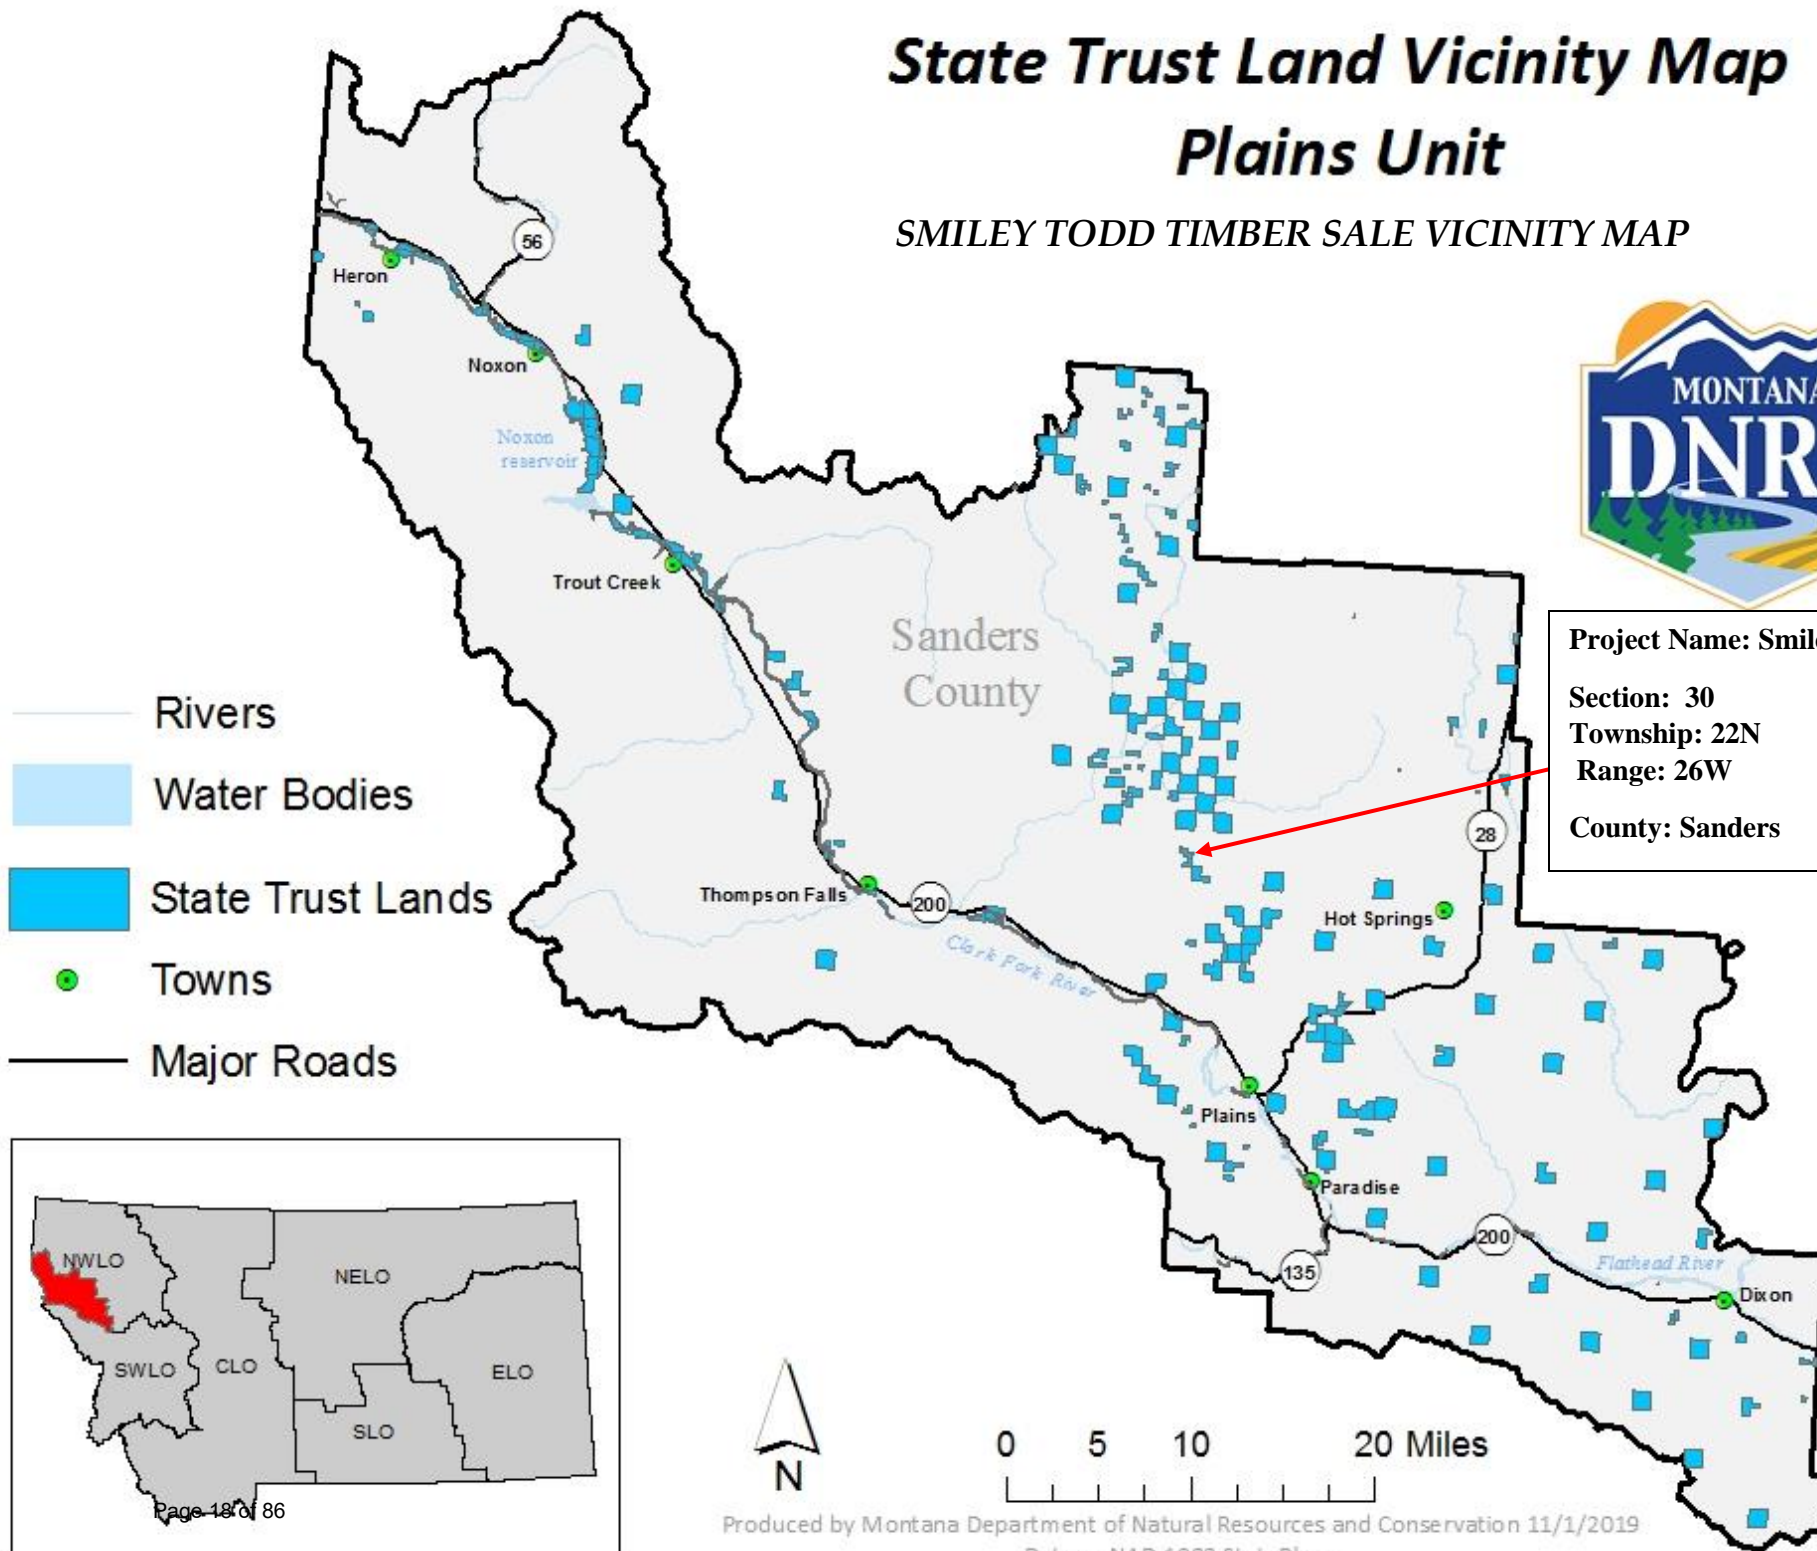 State Trust Land Vicinity Map
Plains Unit
SMILEY TODD TIMBER SALE VICINITY MAP
56
Heron
Noxon
Noxon
reservoir
Trout Creek
MONTANA
DNR
Sanders
County
Project Name:
Section: 30
Township: 22N
Range: 26W
County: Sanders
Rivers
Water Bodies
State Trust Lands
Towns
Major Roads
28
Thompson Falls
200
Hot Springs
Clark Fork River
Plains
Paradise
200
135
Flathead River
Dixon
NWLO
NELO
SWLO
CLO
ELO
SLO
Page 18 of 86
N
0 5 10 20 Miles
Produced by Montana Department of Natural Resources and Conservation 11/1/2019